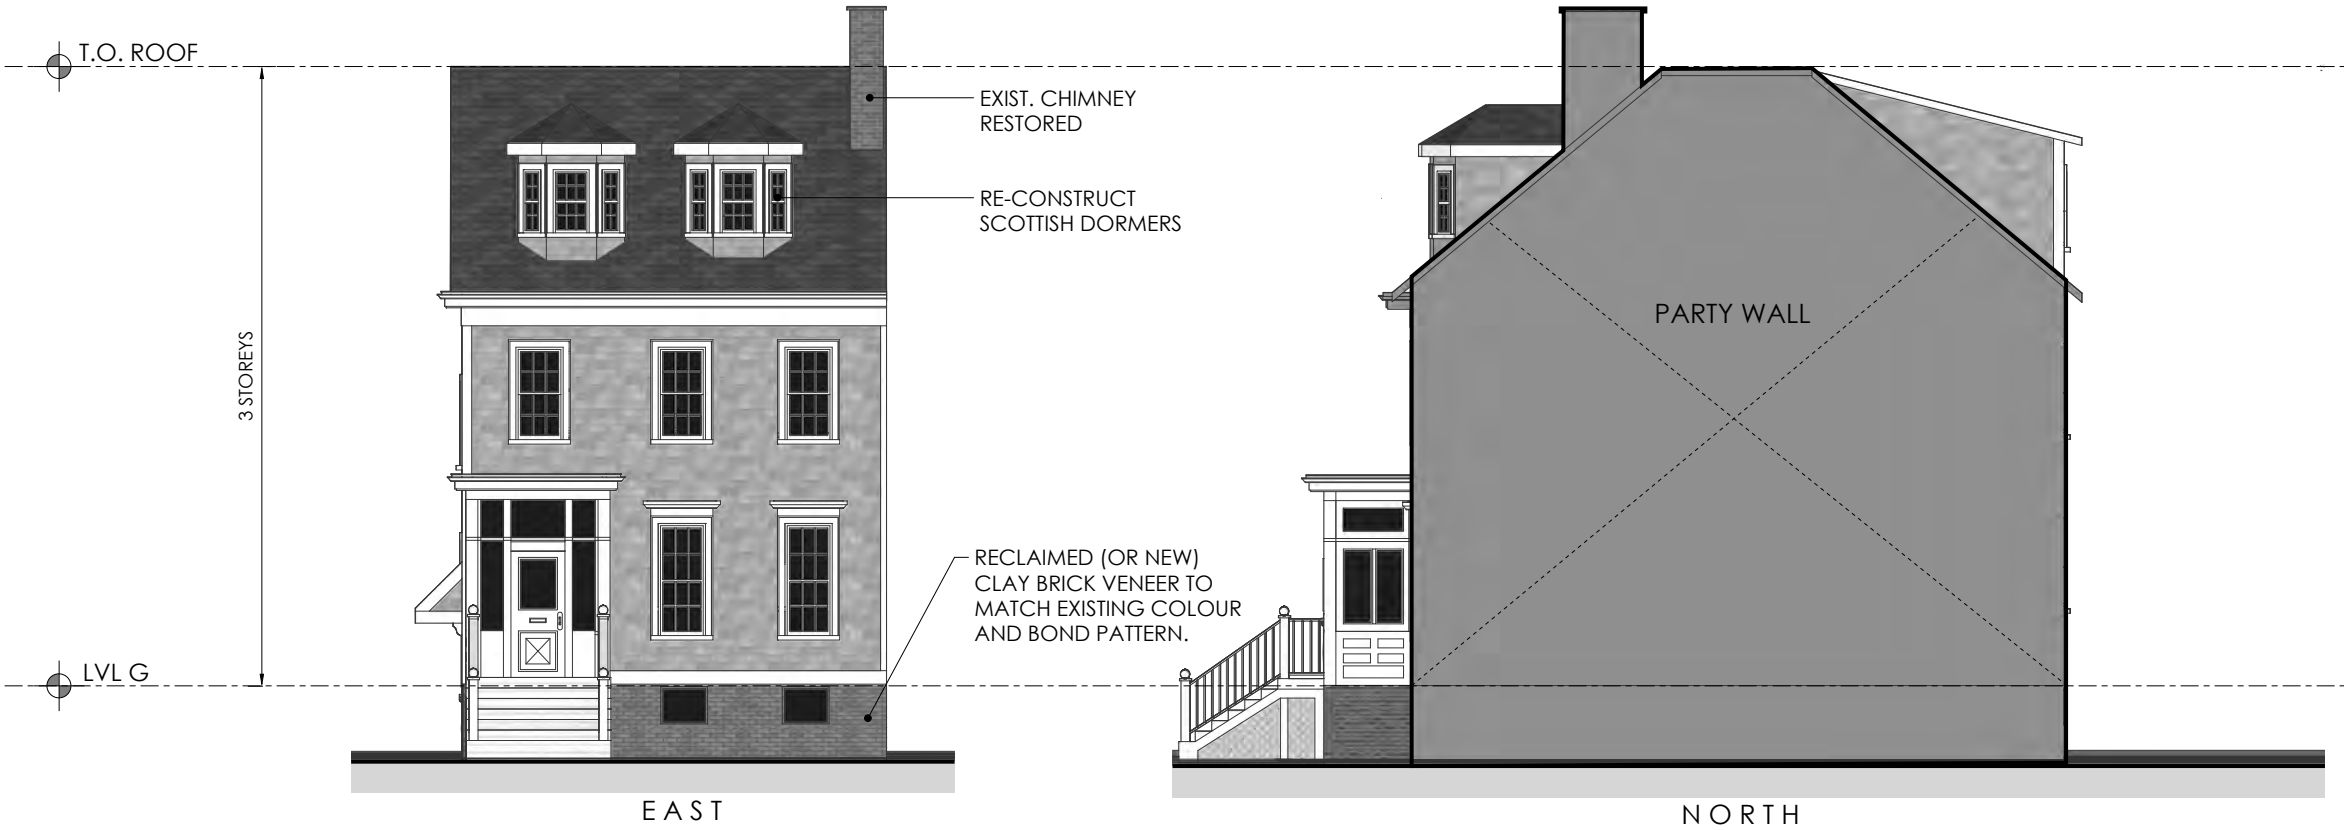 T.O. ROOF
EXIST. CHIMNEY
RESTORED
RE-CONSTRUCT
SCOTTISH DORMERS
3 STOREYS
PARTY WALL
RECLAIMED (OR NEW)
CLAY BRICK VENEER TO
MATCH EXISTING COLOUR
AND BOND PATTERN.
LVL G
EAST
NORTH